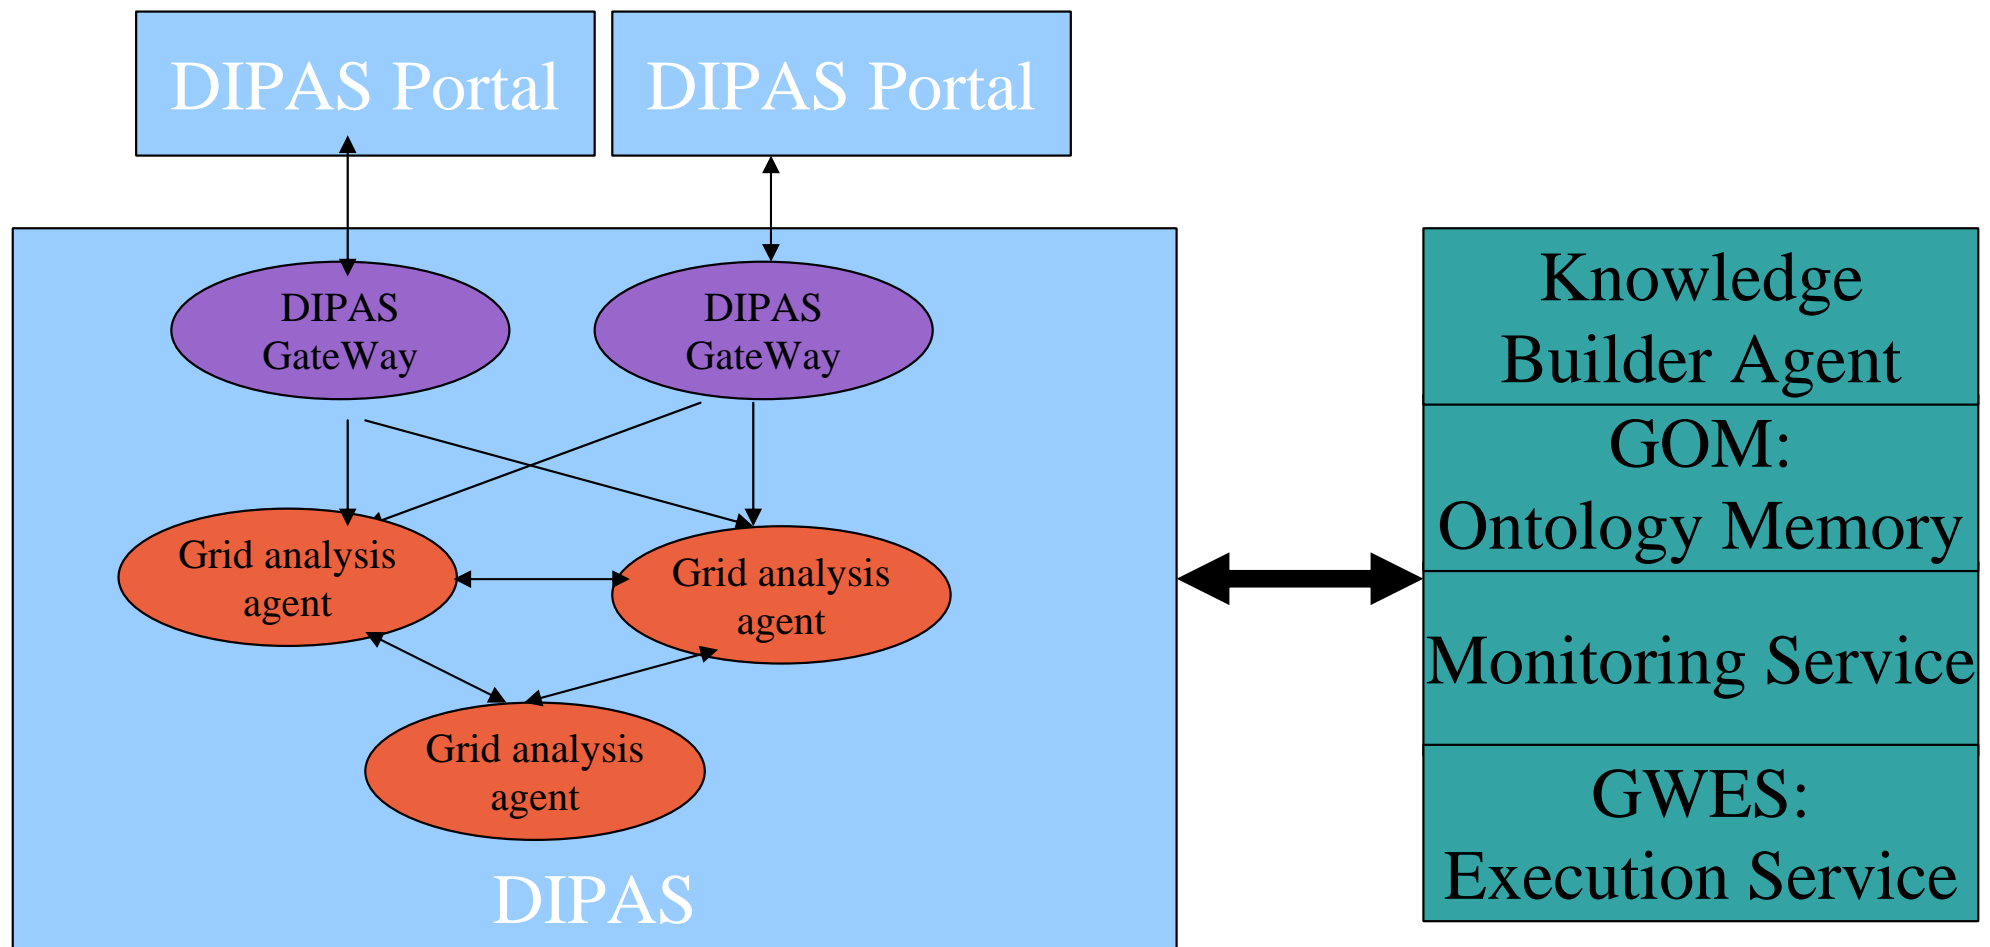 DIPAS Portal
DIPAS Portal
DIPAS
GateWay
DIPAS
GateWay
Grid analysis
agent
Grid analysis
agent
Grid analysis
agent
DIPAS
Knowledge
Builder Agent
GOM:
Ontology Memory
Monitoring Service
GWES:
Execution Service